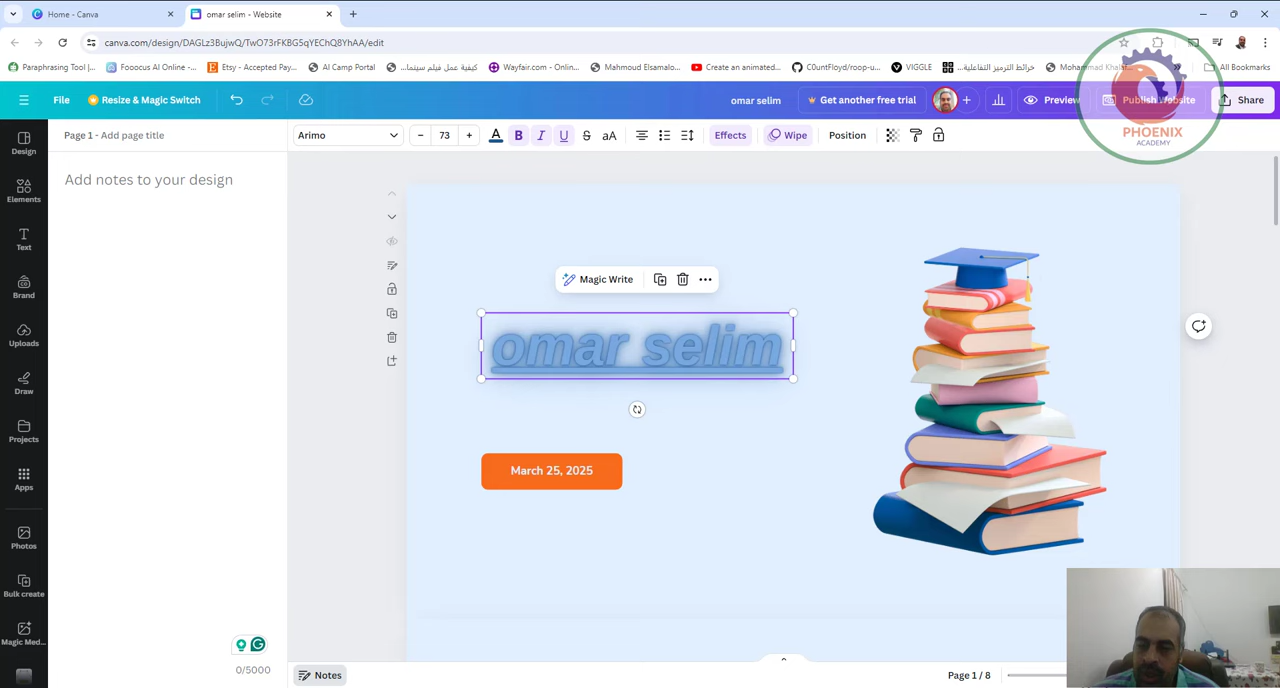 Home - Canva
omar selim - Website
canva.com/design/DAGLz3BujwQ/TwO73rFKBG5qYEChQ8YhAA/edit
Paraphrasing Tool |...
Fooocus AI Online -...
Etsy - Accepted Pay...
AI Camp Portal
كيفية عمل فيلم سينما...
Wayfair.com - Onlin...
Mahmoud Elsamalo...
Create an animated...
C0untFloyd/roop-u...
VIGGLE
خرائط الترميز التفاعلية...
Mohammad Khalaf...
All Bookmarks
File
Resize & Magic Switch
omar selim
Get another free trial
Preview
Publish Website
Share
PHOENIX
ACADEMY
Page 1 - Add page title
Arimo
73
B
I
U
S
aA
Effects
Wipe
Position
Design
Elements
Text
Brand
Uploads
Draw
Projects
Apps
Photos
Bulk create
Magic Med...
Add notes to your design
Magic Write
omar selim
March 25, 2025
0/5000
Notes
Page 1 / 8